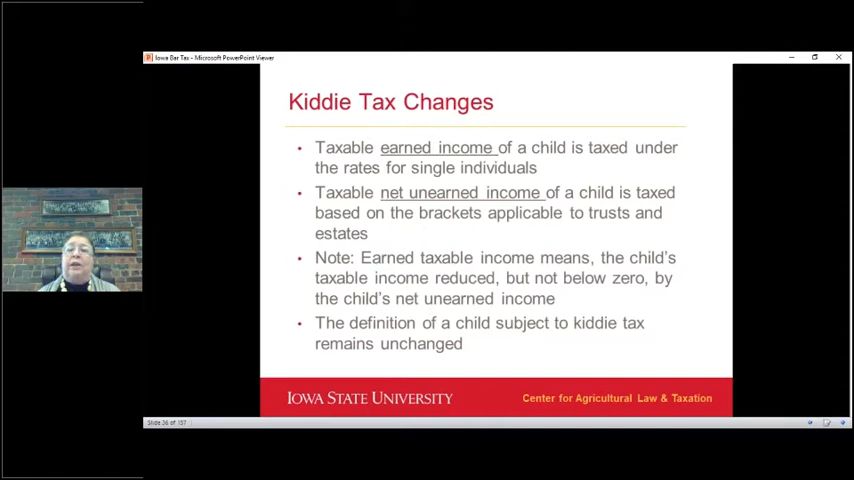 Iowa Bar Tax - Microsoft PowerPoint Viewer
Kiddie Tax Changes
• Taxable earned income of a child is taxed under
the rates for single individuals
• Taxable net unearned income of a child is taxed
based on the brackets applicable to trusts and
estates
• Note: Earned taxable income means, the child's
taxable income reduced, but not below zero, by
the child's net unearned income
• The definition of a child subject to kiddie tax
remains unchanged
IOWA STATE UNIVERSITY
Center for Agricultural Law & Taxation
Slide 36 of 157